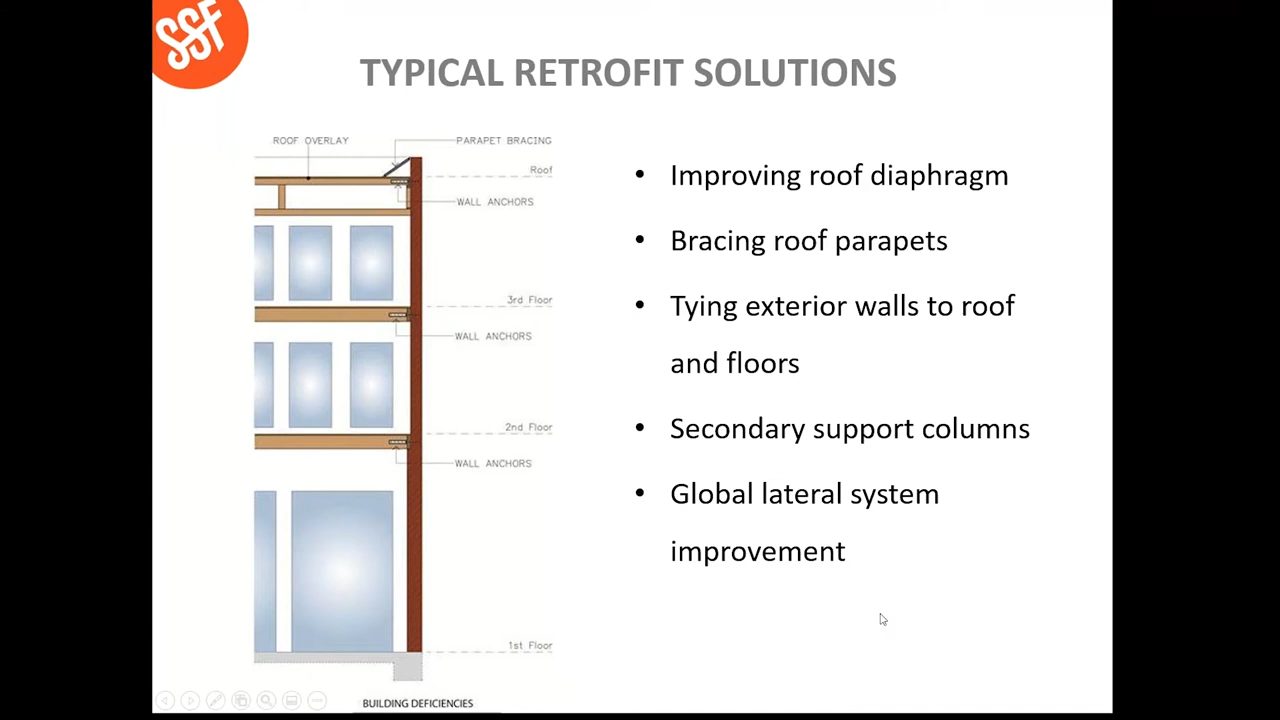 SSF
TYPICAL RETROFIT SOLUTIONS
ROOF OVERLAY
PARAPET BRACING
Roof
WALL ANCHORS
3rd Floor
WALL ANCHORS
2nd Floor
WALL ANCHORS
1st Floor
BUILDING DEFICIENCIES
• Improving roof diaphragm
• Bracing roof parapets
• Tying exterior walls to roof
and floors
• Secondary support columns
• Global lateral system
improvement